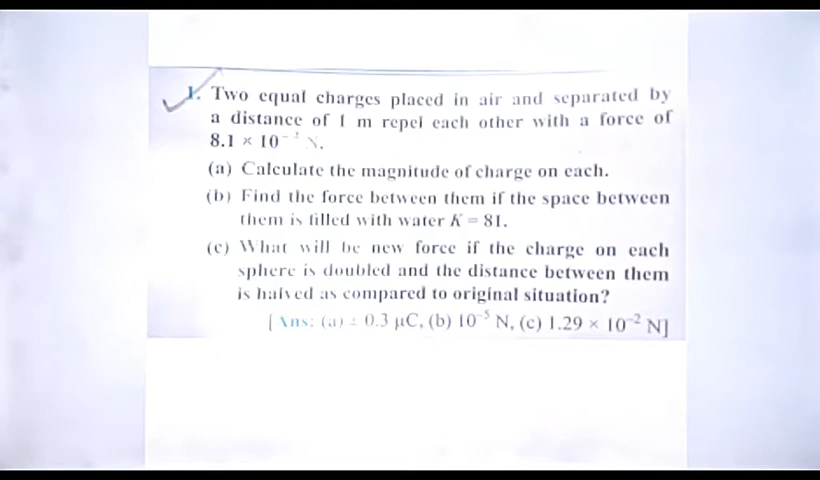 1. Two equal charges placed in air and separated by
a distance of 1 m repel each other with a force of
8.1 × 10 N.
(a) Calculate the magnitude of charge on each.
(b) Find the force between them if the space between
them is filled with water K = 81.
(c) What will be new force if the charge on each
sphere is doubled and the distance between them
is halved as compared to original situation?
[Ans: (a) ± 0.3 μC, (b) 10⁻⁵ N, (c) 1.29 × 10⁻² N]